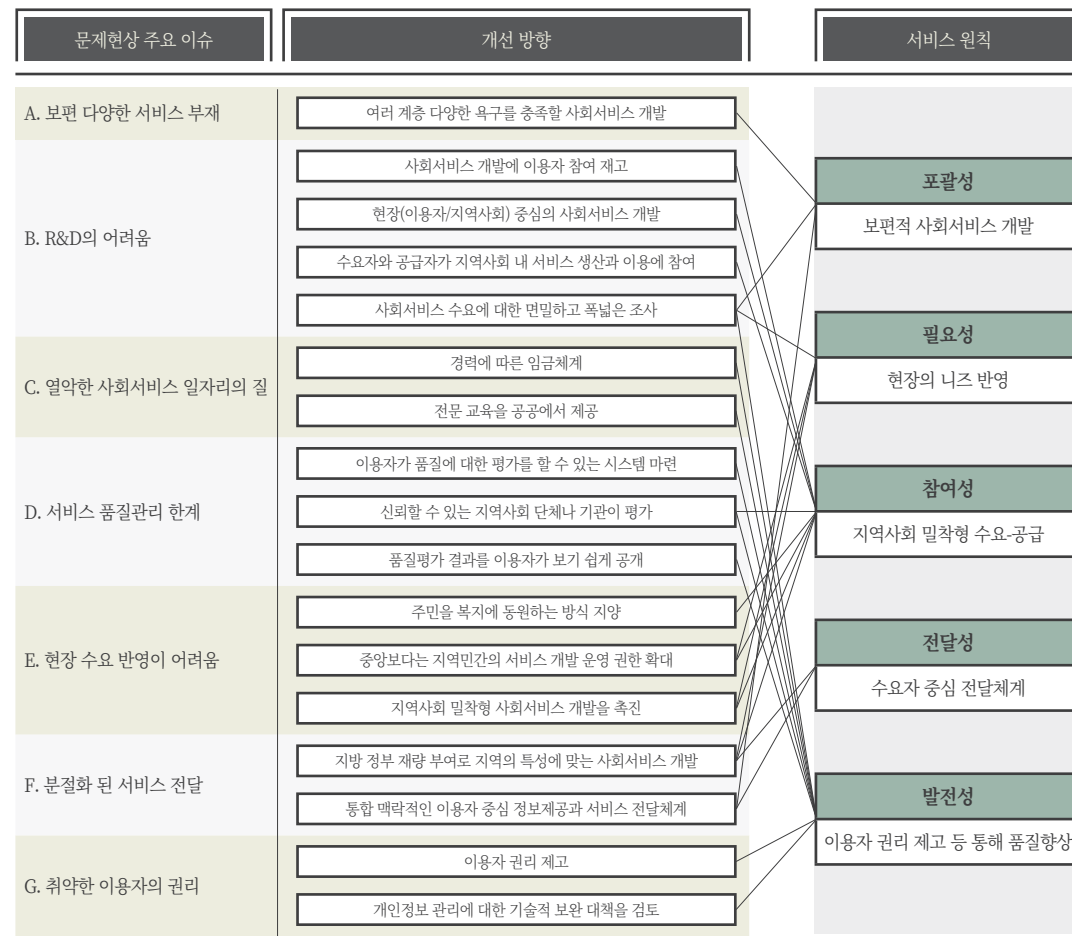 문제현상 주요 이슈
개선 방향
서비스 원칙
A. 보편 다양한 서비스 부재
여러 계층 다양한 욕구를 충족할 사회서비스 개발
B. R&D의 어려움
사회서비스 개발에 이용자 참여 재고
현장(이용자/지역사회) 중심의 사회서비스 개발
수요자와 공급자가 지역사회 내 서비스 생산과 이용에 참여
사회서비스 수요에 대한 면밀하고 폭넓은 조사
C. 열악한 사회서비스 일자리의 질
경력에 따른 임금체계
전문 교육을 공공에서 제공
D. 서비스 품질관리 한계
이용자가 품질에 대한 평가를 할 수 있는 시스템 마련
신뢰할 수 있는 지역사회 단체나 기관이 평가
품질평가 결과를 이용자가 보기 쉽게 공개
E. 현장 수요 반영이 어려움
주민을 복지에 동원하는 방식 지양
중앙보다는 지역민간의 서비스 개발 운영 권한 확대
지역사회 밀착형 사회서비스 개발을 촉진
F. 분절화 된 서비스 전달
지방 정부 재량 부여로 지역의 특성에 맞는 사회서비스 개발
통합 맥락적인 이용자 중심 정보제공과 서비스 전달체계
G. 취약한 이용자의 권리
이용자 권리 제고
개인정보 관리에 대한 기술적 보완 대책을 검토
포괄성
보편적 사회서비스 개발
필요성
현장의 니즈 반영
참여성
지역사회 밀착형 수요-공급
전달성
수요자 중심 전달체계
발전성
이용자 권리 제고 등 통해 품질향상